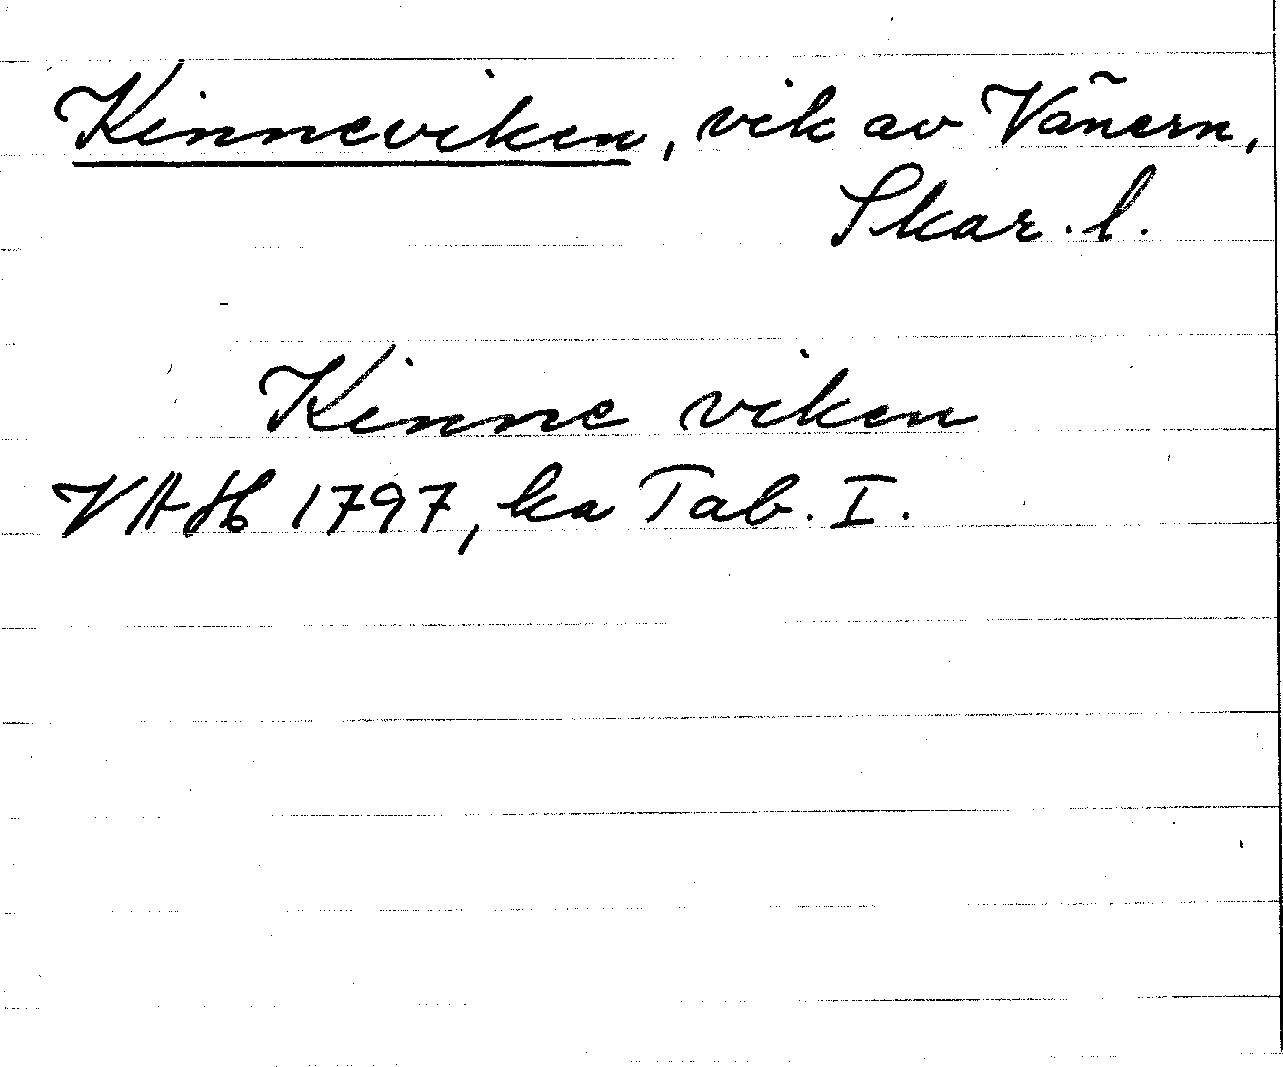 Kinneviken, vik av Vänern,
Skar. l.
Kinne viken
VAH 1797, ka Tab. I.